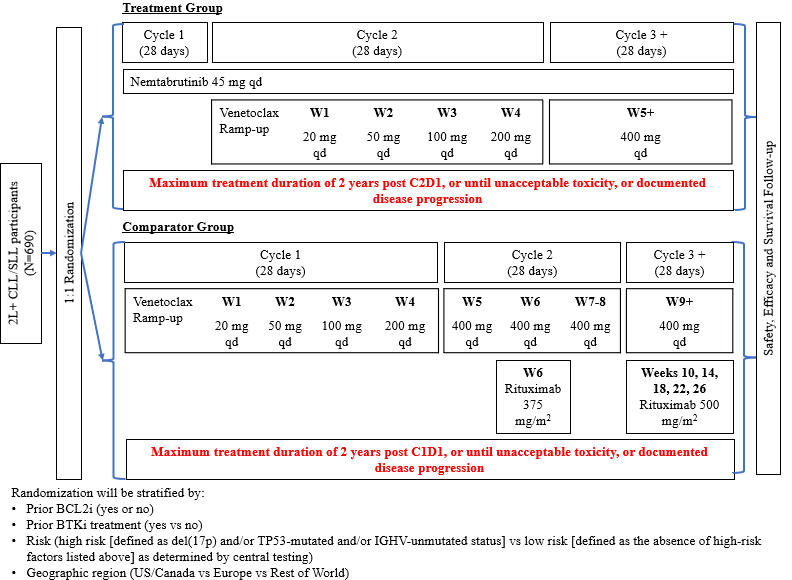 Treatment Group
Cycle 1
(28 days)
Cycle 2
(28 days)
Cycle 3 +
(28 days)
Nemtabrutinib 45 mg qd
Venetoclax
Ramp-up
W1
20 mg
qd
W2
50 mg
qd
W3
100 mg
qd
W4
200 mg
qd
W5+
400 mg
qd
Maximum treatment duration of 2 years post C2D1, or until unacceptable toxicity, or documented
disease progression
2L+ CLL/SLL participants
(N=690)
1:1 Randomization
Comparator Group
Cycle 1
(28 days)
Cycle 2
(28 days)
Cycle 3 +
(28 days)
Venetoclax
Ramp-up
W1
20 mg
qd
W2
50 mg
qd
W3
100 mg
qd
W4
200 mg
qd
W5
400 mg
qd
W6
400 mg
qd
W7-8
400 mg
qd
W9+
400 mg
qd
W6
Rituximab
375
mg/m²
Weeks 10, 14,
18, 22, 26
Rituximab 500
mg/m²
Maximum treatment duration of 2 years post C1D1, or until unacceptable toxicity, or documented
disease progression
Safety, Efficacy and Survival Follow-up
Randomization will be stratified by:
• Prior BCL2i (yes or no)
• Prior BTKi treatment (yes vs no)
• Risk (high risk [defined as del(17p) and/or TP53-mutated and/or IGHV-unmutated status] vs low risk [defined as the absence of high-risk
factors listed above] as determined by central testing)
• Geographic region (US/Canada vs Europe vs Rest of World)